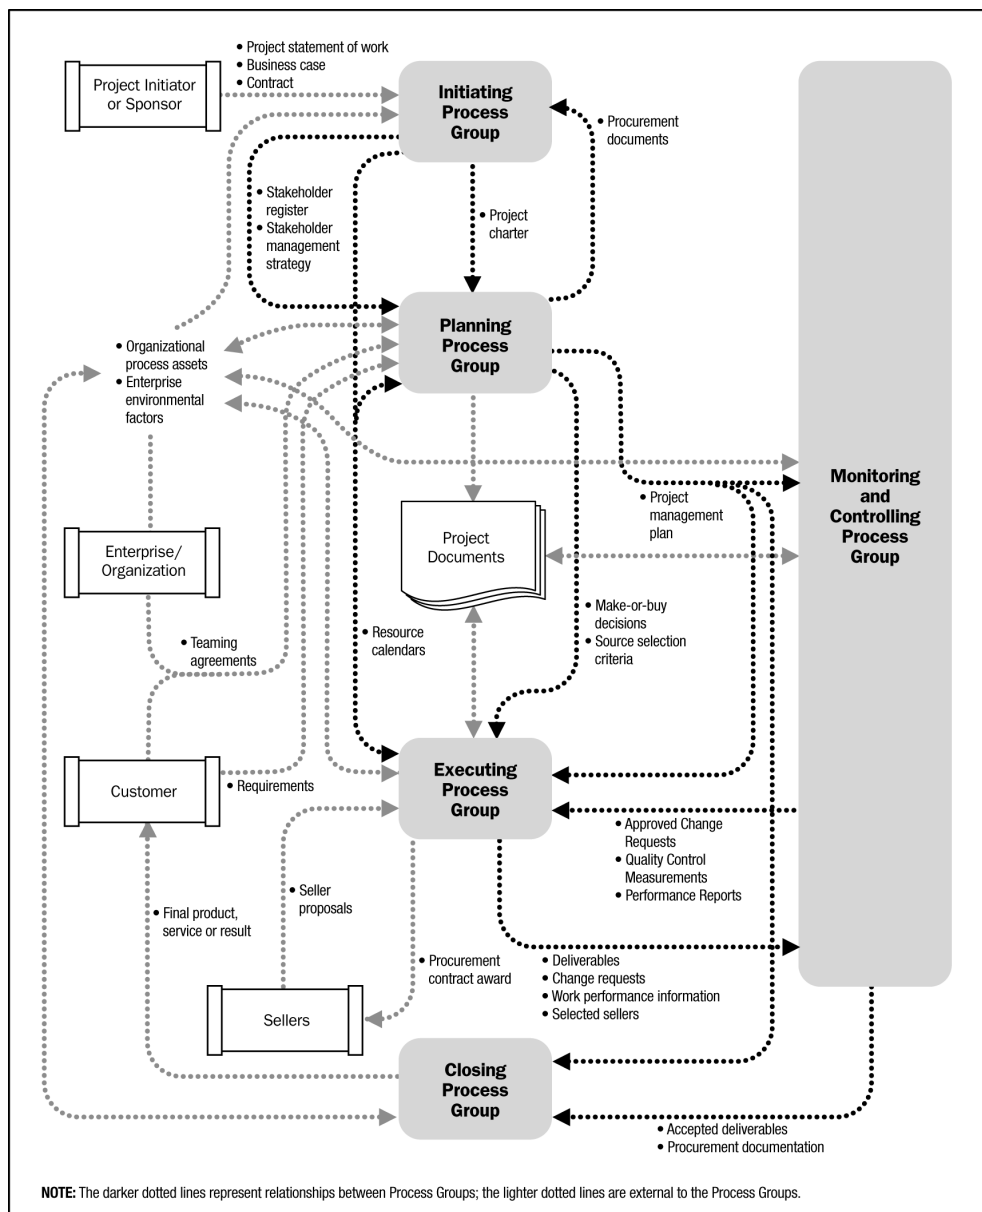 • Project statement of work
• Business case
• Contract
Project Initiator
or Sponsor
Initiating
Process
Group
• Procurement
documents
• Stakeholder
register
• Stakeholder
management
strategy
• Project
charter
Planning
Process
Group
• Organizational
process assets
• Enterprise
environmental
factors
Monitoring
and
Controlling
Process
Group
• Project
management
plan
Project
Documents
Enterprise/
Organization
• Teaming
agreements
• Resource
calendars
• Make-or-buy
decisions
• Source selection
criteria
Customer
• Requirements
Executing
Process
Group
• Approved Change
Requests
• Quality Control
Measurements
• Performance Reports
• Seller
proposals
• Final product,
service or result
• Procurement
contract award
• Deliverables
• Change requests
• Work performance information
• Selected sellers
Sellers
Closing
Process
Group
• Accepted deliverables
• Procurement documentation
NOTE: The darker dotted lines represent relationships between Process Groups; the lighter dotted lines are external to the Process Groups.